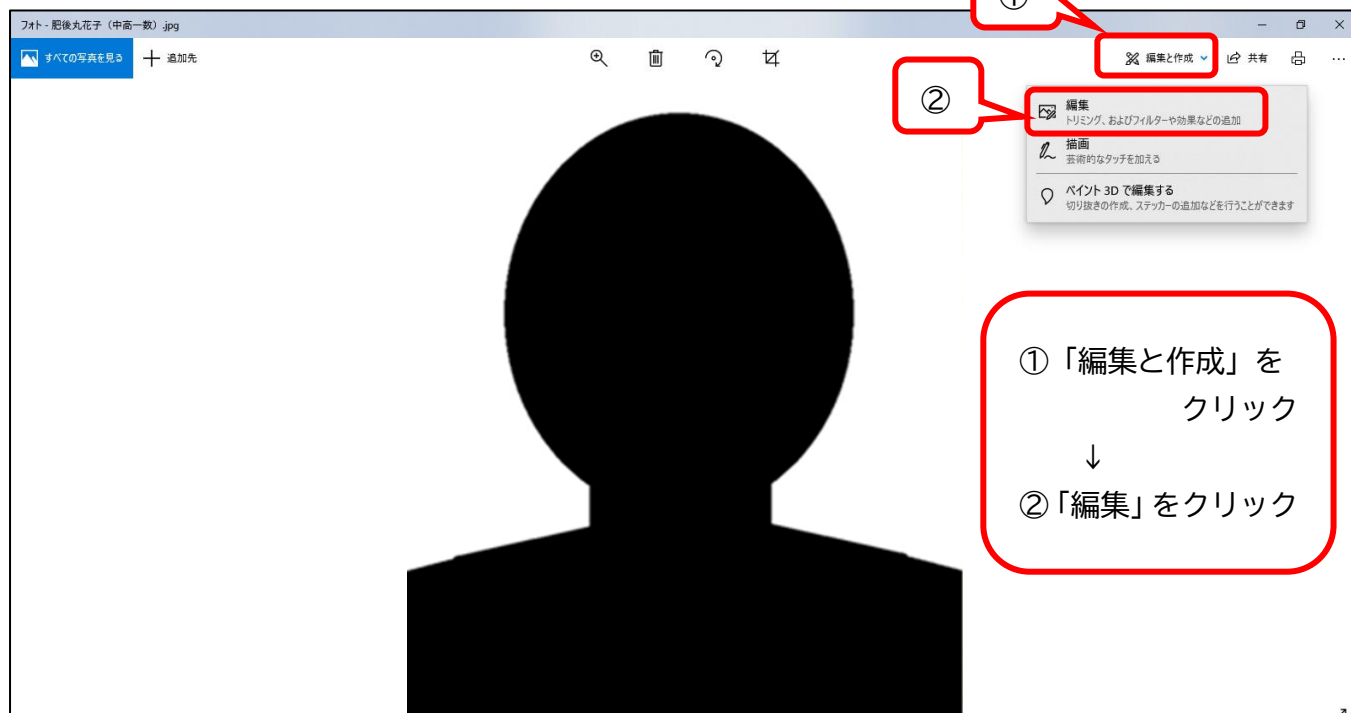 ①
フォト - 肥後丸花子（中高一数）.jpg
すべての写真を見る
追加先
編集と作成
共有
②
編集
トリミング、およびフィルターや効果などの追加
描画
芸術的なタッチを加える
ペイント 3D で編集する
切り抜きの作成、ステッカーの追加などを行うことができます
①「編集と作成」を
クリック
↓
②「編集」をクリック